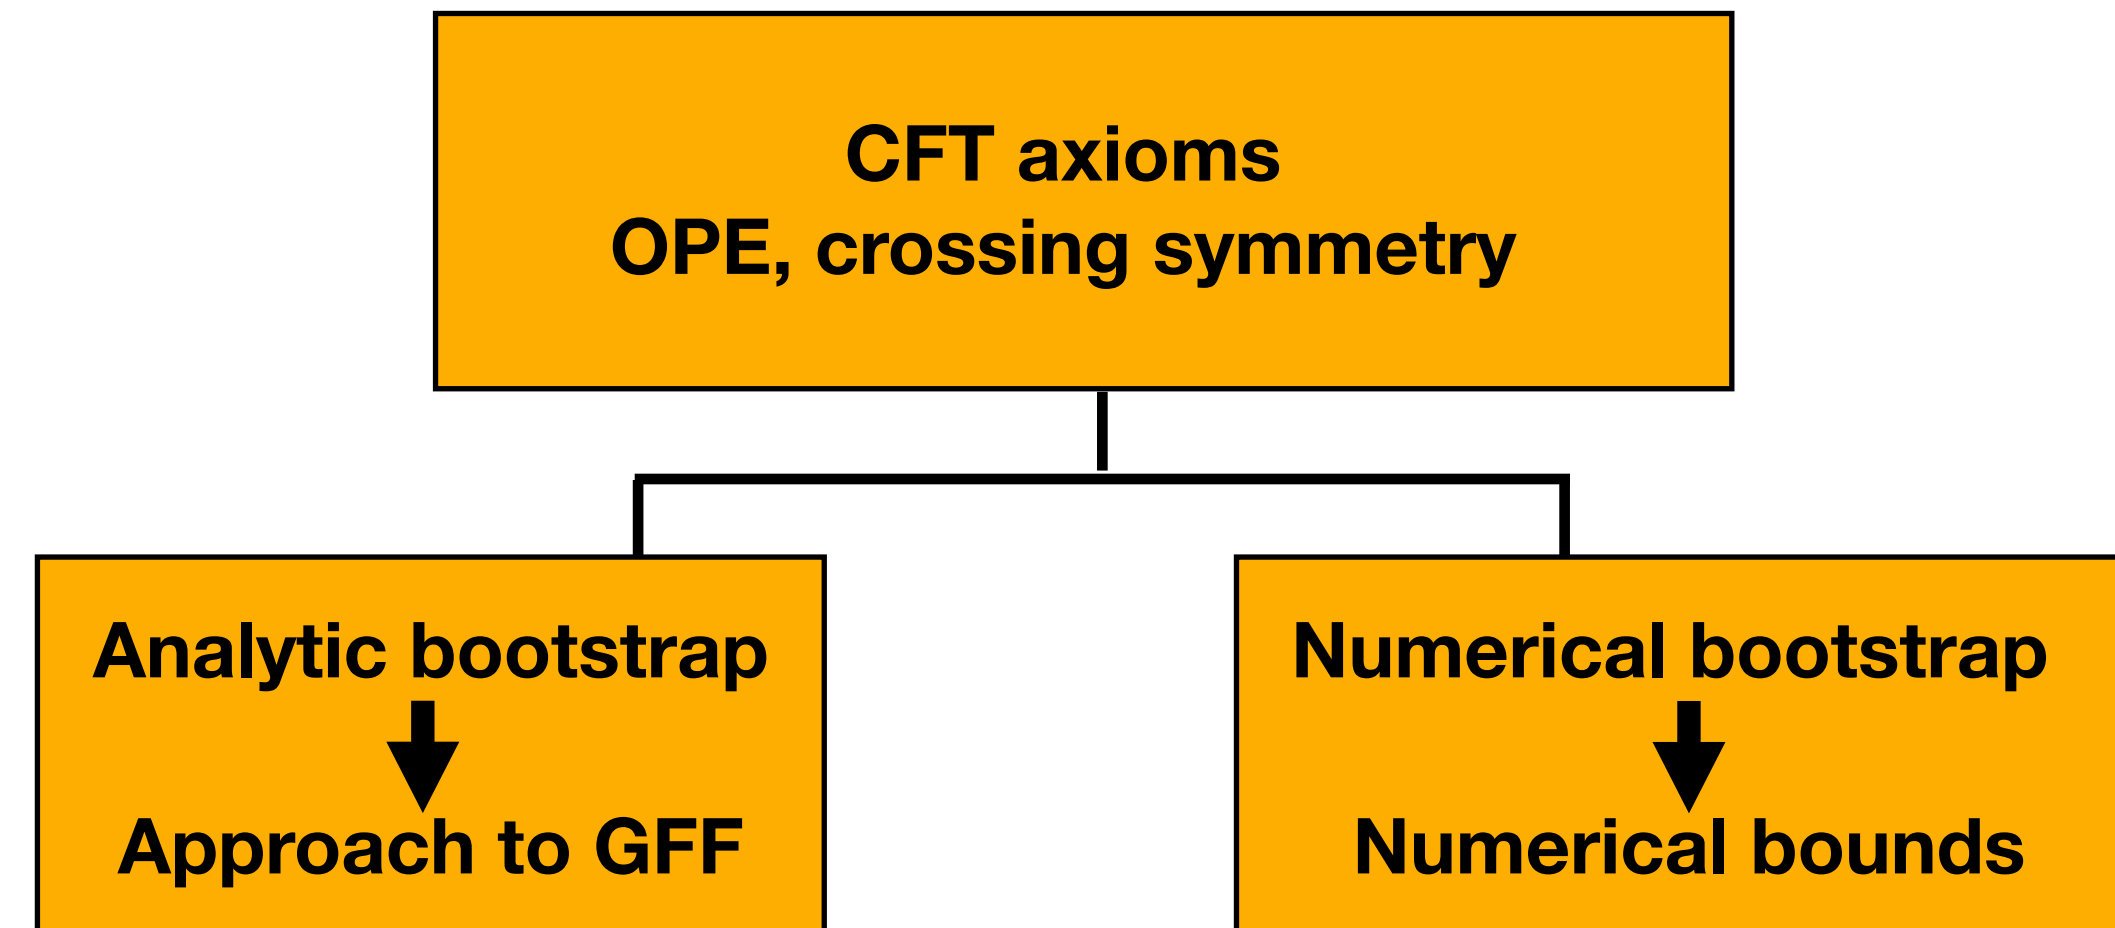 CFT axioms
OPE, crossing symmetry
Analytic bootstrap
Approach to GFF
Numerical bootstrap
Numerical bounds